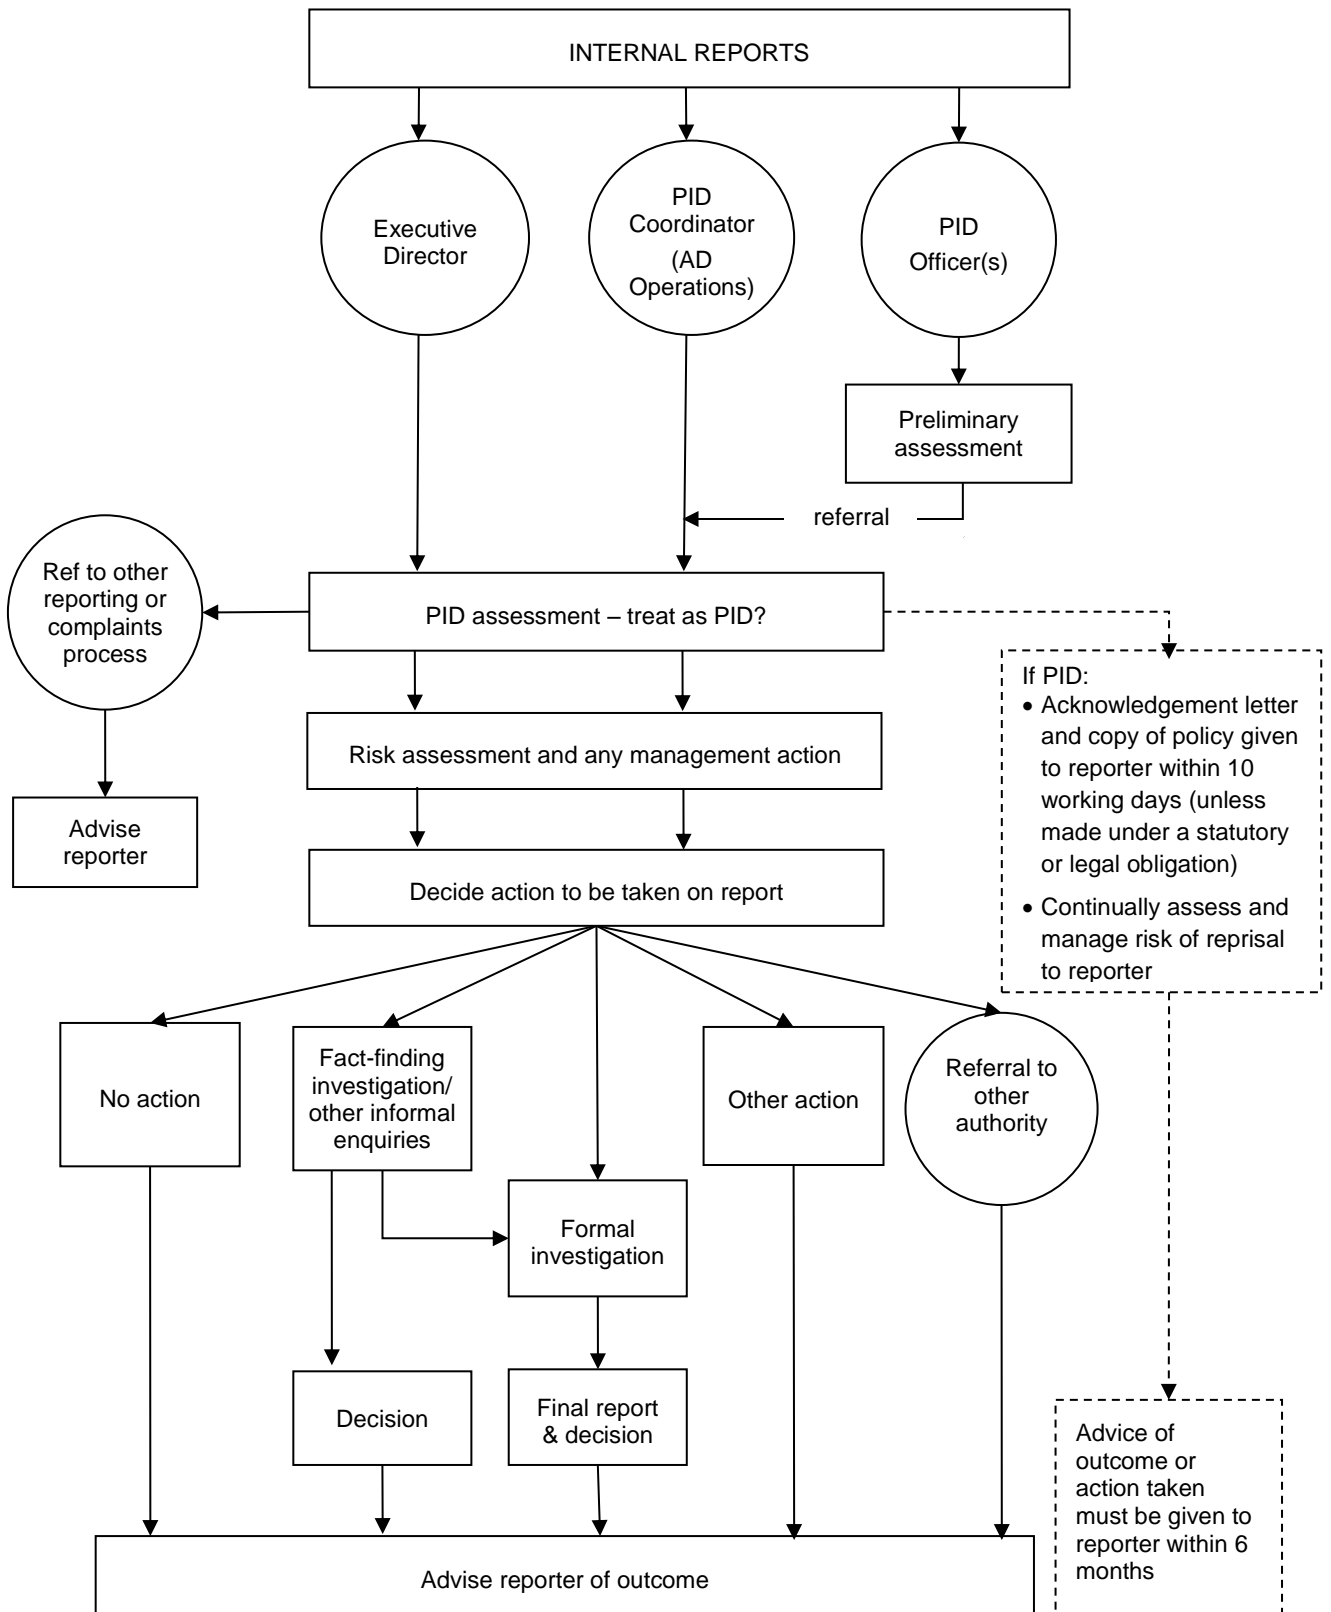 INTERNAL REPORTS
Executive
Director
PID
Coordinator
(AD
Operations)
PID
Officer(s)
Preliminary
assessment
referral
Ref to other
reporting or
complaints
process
PID assessment – treat as PID?
If PID:
• Acknowledgement letter
and copy of policy given
to reporter within 10
working days (unless
made under a statutory
or legal obligation)
• Continually assess and
manage risk of reprisal
to reporter
Risk assessment and any management action
Advise
reporter
Decide action to be taken on report
No action
Fact-finding
investigation/
other informal
enquiries
Other action
Referral to
other
authority
Formal
investigation
Decision
Final report
& decision
Advice of
outcome or
action taken
must be given to
reporter within 6
months
Advise reporter of outcome